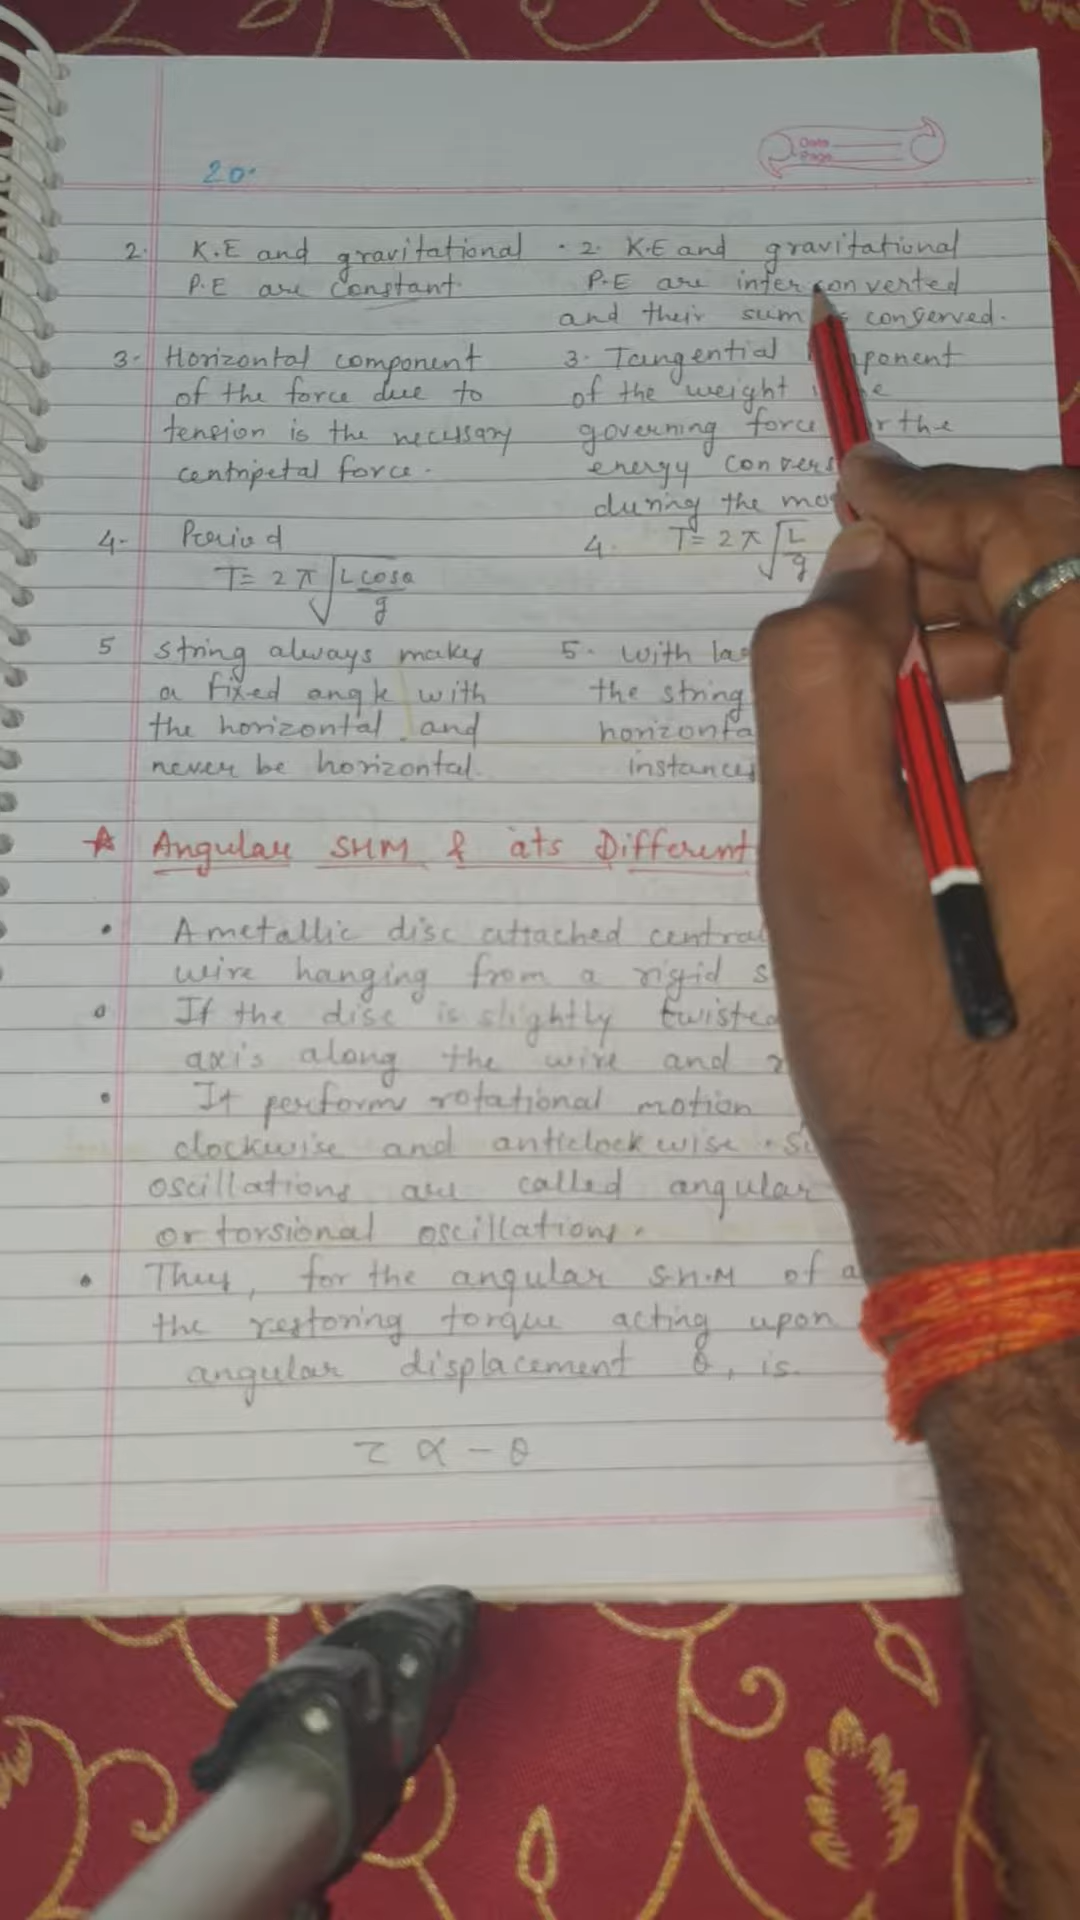 Date
Page
20.
2. K.E and gravitational
P.E are constant.
3. Horizontal component
of the force due to
tension is the necessary
centripetal force.
4. Period
T = 2π√(L cosθ/g)
5 string always makes
a fixed angle with
the horizontal and
never be horizontal.
2. K.E and gravitational
P.E are interconverted
and their sum conserved.
3. Tangential
of the weight
governing force the
energy
during the
4. T = 2π√(L/g)
5. With
the string
instances
★ Angular SHM & its Different
• A metallic disc attached
wire hanging from a rigid
• If the disc is slightly twisted
axis along the wire and
• It performs rotational motion
clockwise and anticlockwise.
oscillations are called angular
or torsional oscillations.
• Thus, for the angular S.H.M of a
the restoring torque acting upon
angular displacement θ, is.
τ α - θ